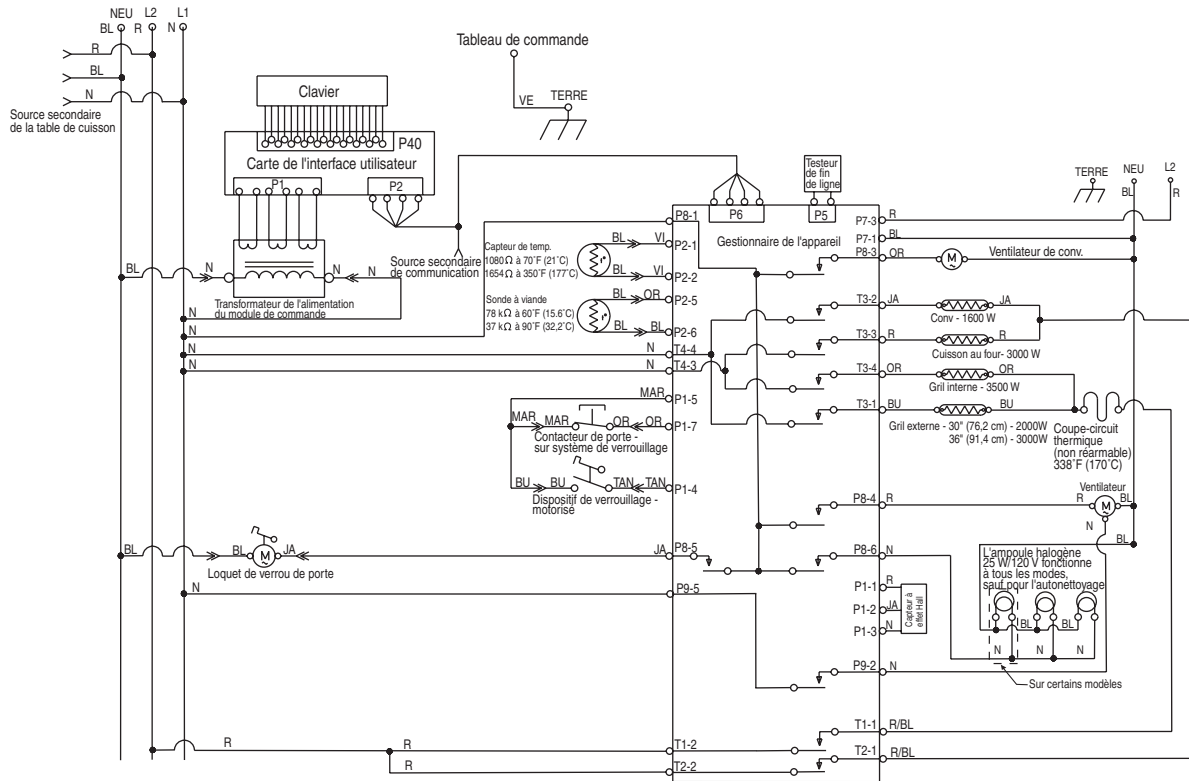 NEU L2 L1
BL R N
R
BL
N
Source secondaire
de la table de cuisson
Tableau de commande
VE TERRE
Clavier
P40
Carte de l'interface utilisateur
P1 P2
BL N N N
Transformateur de l'alimentation
du module de commande
Source secondaire
de communication
P6
Testeur
de fin
de ligne
P5
Gestionnaire de l'appareil
TERRE NEU L2
BL R
P8-1
P7-3 R
P7-1 BL
P8-3 OR
M
Ventilateur de conv.
Capteur de temp.
1080Ω à 70˚F (21˚C)
1654Ω à 350˚F (177˚C)
BL VI P2-1
BL VI P2-2
Sonde à viande
78 kΩ à 60˚F (15.6˚C)
37 kΩ à 90˚F (32,2˚C)
BL OR P2-5
BL BL P2-6
N
N
N N T4-4
N N T4-3
T3-2 JA JA
Conv - 1600 W
T3-3 R R
Cuisson au four- 3000 W
T3-4 OR OR
Gril interne - 3500 W
T3-1 BU BU
Gril externe - 30" (76,2 cm) - 2000W
36" (91,4 cm) - 3000W
Coupe-circuit
thermique
(non réarmable)
338˚F (170˚C)
MAR P1-5
MAR MAR OR OR P1-7
Contacteur de porte -
sur système de verrouillage
BU BU TAN TAN P1-4
Dispositif de verrouillage -
motorisé
P8-4 R
Ventilateur
R M BL
N
BL BL M JA JA P8-5
Loquet de verrou de porte
P8-6 N
BL
L'ampoule halogène
25 W/120 V fonctionne
à tous les modes,
sauf pour l'autonettoyage
BL BL
N N N
Sur certains modèles
P1-1 R
P1-2 JA
P1-3 N
Capteur à
effet Hall
N P9-5
P9-2 N
T1-1 R/BL
R R T1-2
T2-1 R/BL
R T2-2